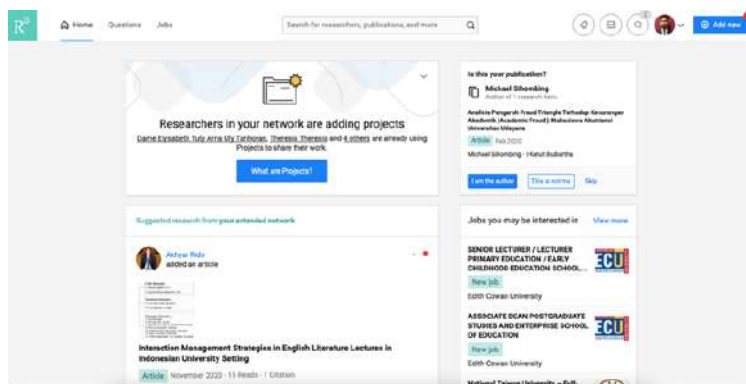 R^G
Home Questions Jobs
Search for researchers, publications, and more
Add new
Researchers in your network are adding projects
Dame Elysabeth Tuty Arna Uly Tarihoran, Theresia Theresia and 4 others are already using
Projects to share their work.
What are Projects?
Is this your publication?
Michael Sihombing
Author of 1 research item
Analisis Pengaruh Fraud Triangle Terhadap Kecurangan
Akademik (Academic Fraud) Mahasiswa Akuntansi
Universitas Udayana
Article Feb 2020
Michael Sihombing · I Ketut Budiartha
I am the author This is not me Skip
Suggested research from your extended network
Akhyar Rido
added an article
Interaction Management Strategies in English Literature Lectures in
Indonesian University Setting
Article November 2020 · 11 Reads · 1 Citation
Jobs you may be interested in View more
SENIOR LECTURER / LECTURER
PRIMARY EDUCATION / EARLY
CHILDHOOD EDUCATION SCHOOL...
ECU
New job
Edith Cowan University
ASSOCIATE DEAN POSTGRADUATE
STUDIES AND ENTERPRISE SCHOOL
OF EDUCATION
ECU
New job
Edith Cowan University
National Taiwan University – Full-